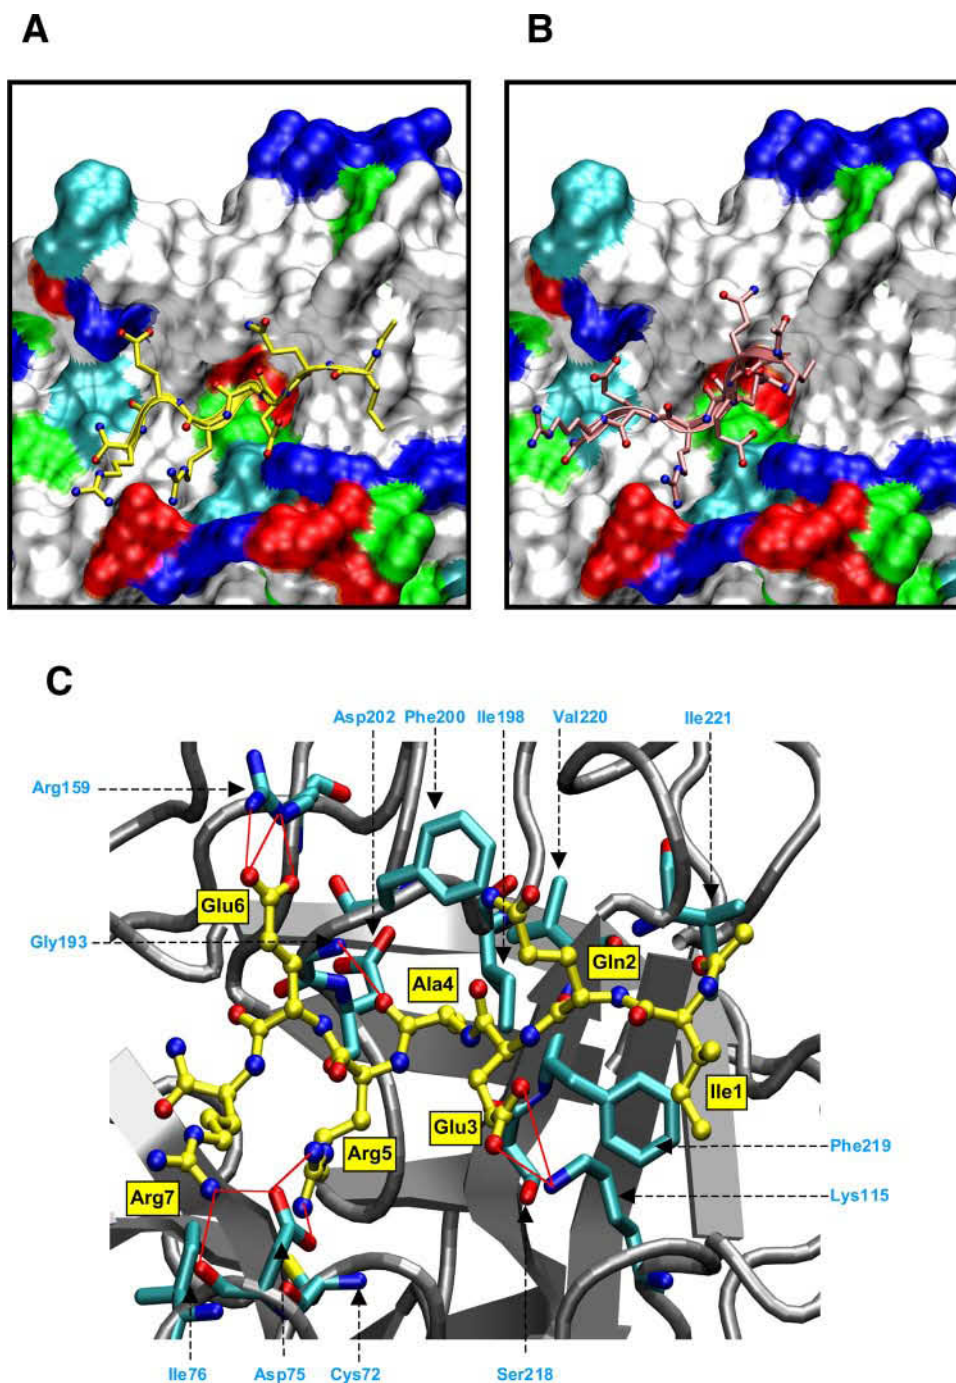 A B
C
Asp202 Phe200 Ile198 Val220 Ile221
Arg159
Glu6
Gly193
Gln2
Ala4
Ile1
Glu3
Arg5
Phe219
Arg7
Lys115
Ile76 Asp75 Cys72 Ser218